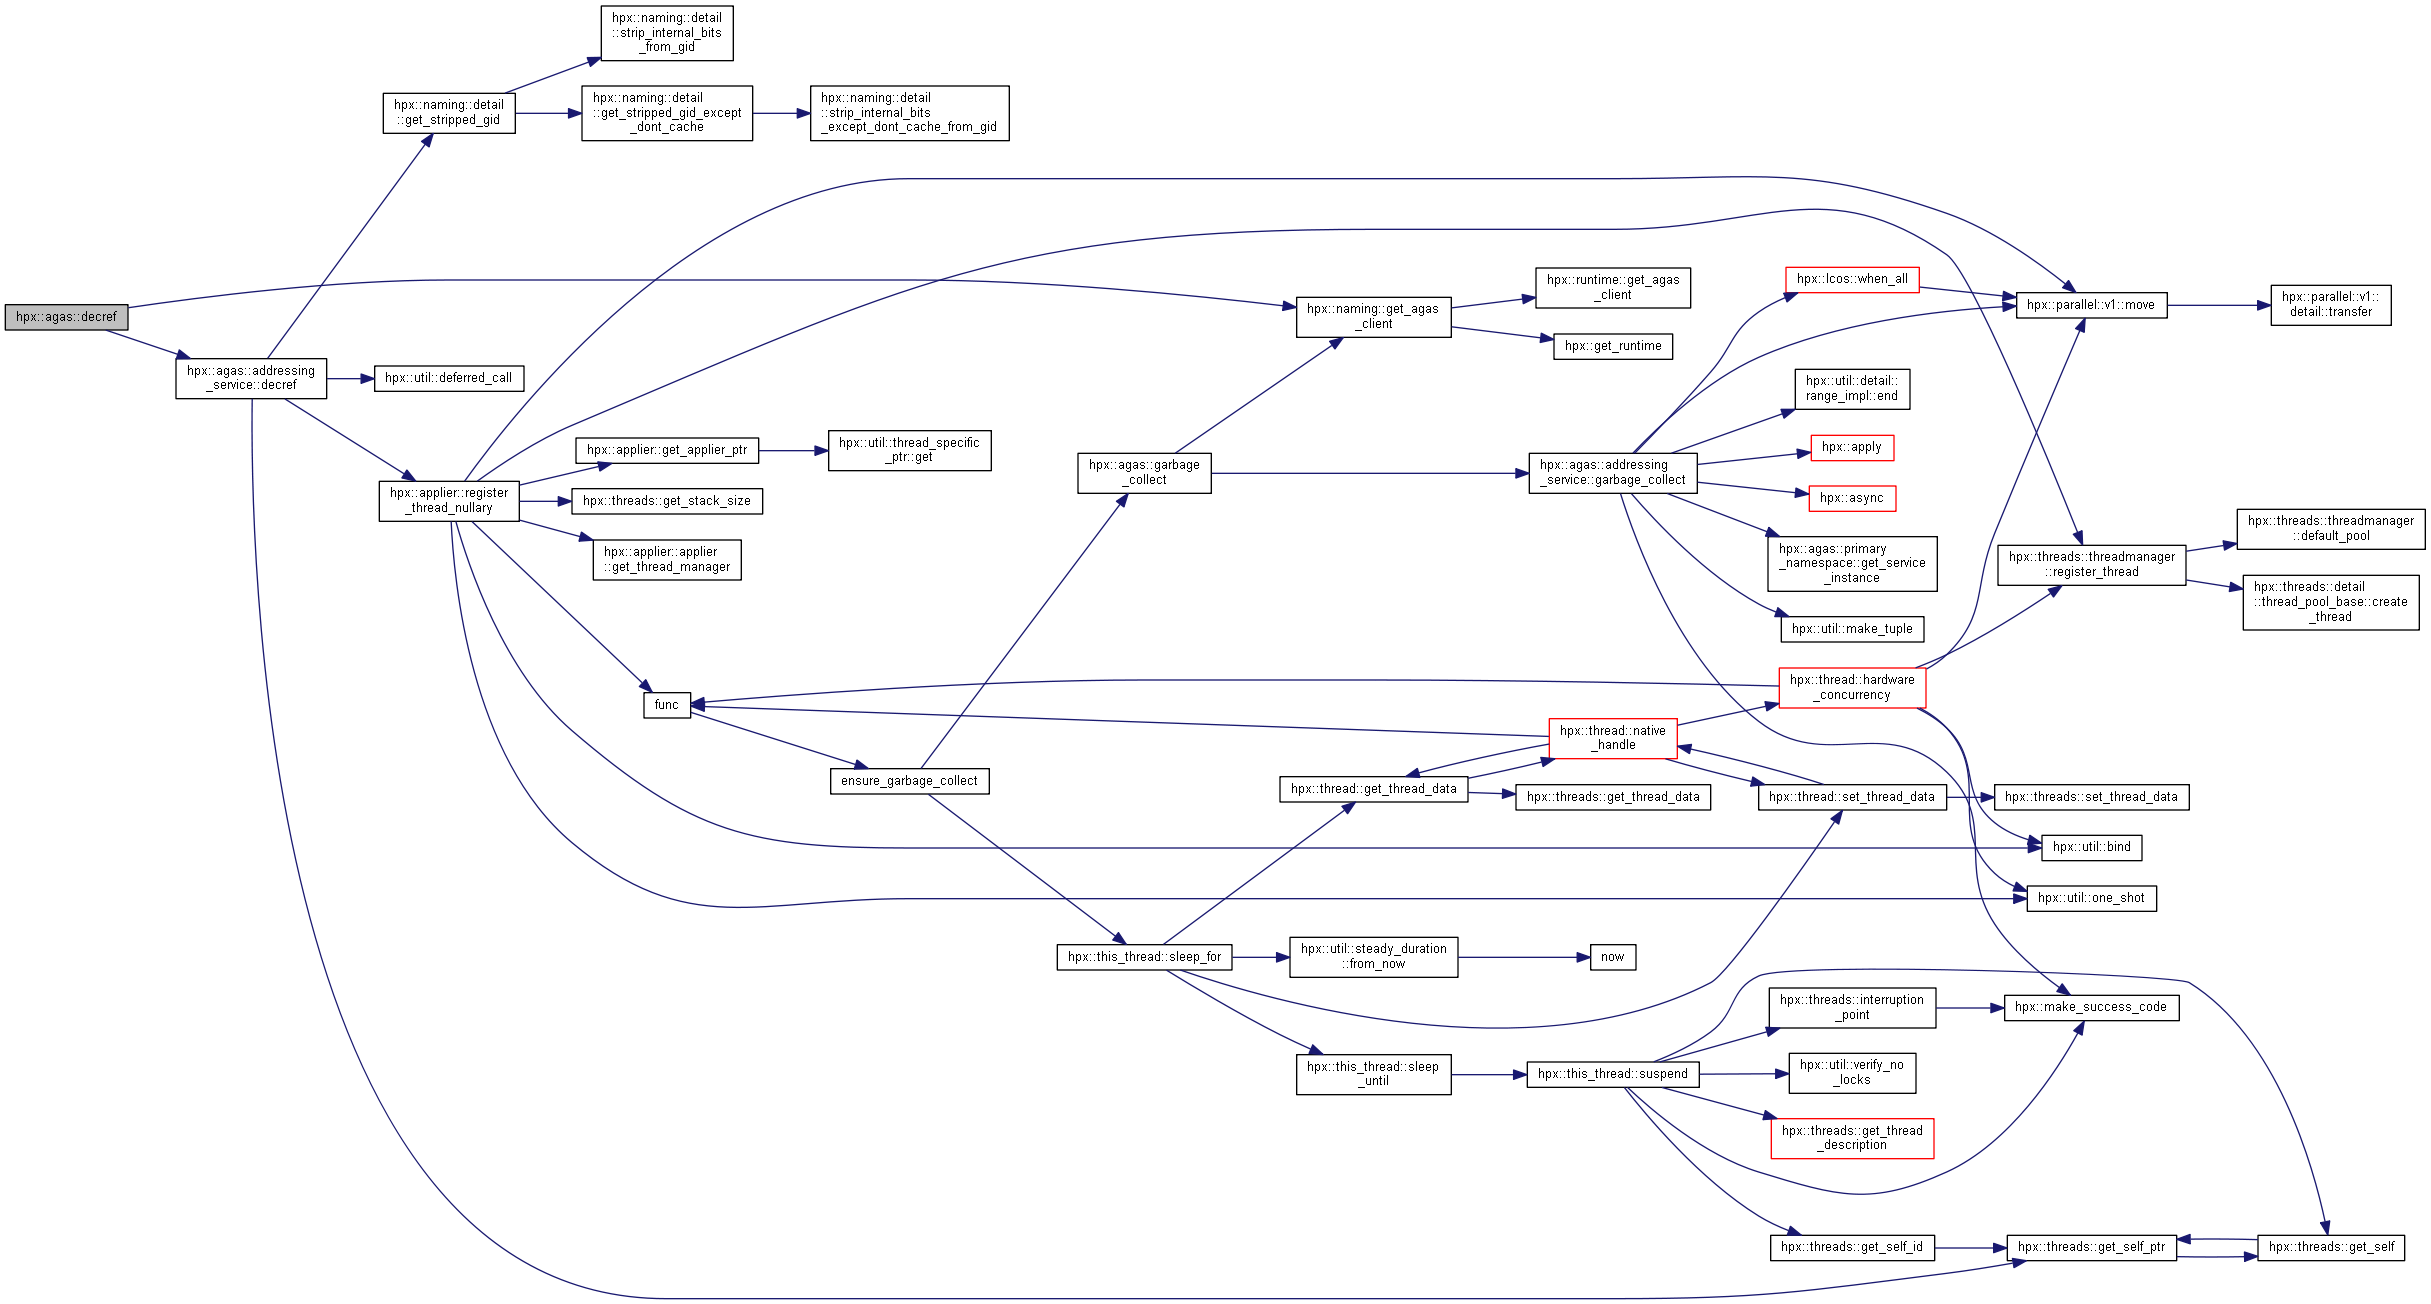 hpx::naming::detail
::strip_internal_bits
_from_gid
hpx::naming::detail
::get_stripped_gid
hpx::naming::detail
::get_stripped_gid_except
_dont_cache
hpx::naming::detail
::strip_internal_bits
_except_dont_cache_from_gid
hpx::agas::decref
hpx::agas::addressing
_service::decref
hpx::util::deferred_call
hpx::applier::register
_thread_nullary
hpx::applier::get_applier_ptr
hpx::util::thread_specific
_ptr::get
hpx::threads::get_stack_size
hpx::applier::applier
::get_thread_manager
func
ensure_garbage_collect
hpx::agas::garbage
_collect
hpx::this_thread::sleep_for
hpx::naming::get_agas
_client
hpx::runtime::get_agas
_client
hpx::get_runtime
hpx::agas::addressing
_service::garbage_collect
hpx::lcos::when_all
hpx::parallel::v1::move
hpx::parallel::v1::
detail::transfer
hpx::util::detail::
range_impl::end
hpx::apply
hpx::async
hpx::agas::primary
_namespace::get_service
_instance
hpx::util::make_tuple
hpx::threads::threadmanager
::register_thread
hpx::threads::threadmanager
::default_pool
hpx::threads::detail
::thread_pool_base::create
_thread
hpx::thread::hardware
_concurrency
hpx::thread::native
_handle
hpx::thread::get_thread_data
hpx::threads::get_thread_data
hpx::thread::set_thread_data
hpx::threads::set_thread_data
hpx::util::bind
hpx::util::one_shot
hpx::util::steady_duration
::from_now
now
hpx::this_thread::sleep
_until
hpx::this_thread::suspend
hpx::threads::interruption
_point
hpx::make_success_code
hpx::util::verify_no
_locks
hpx::threads::get_thread
_description
hpx::threads::get_self_id
hpx::threads::get_self_ptr
hpx::threads::get_self